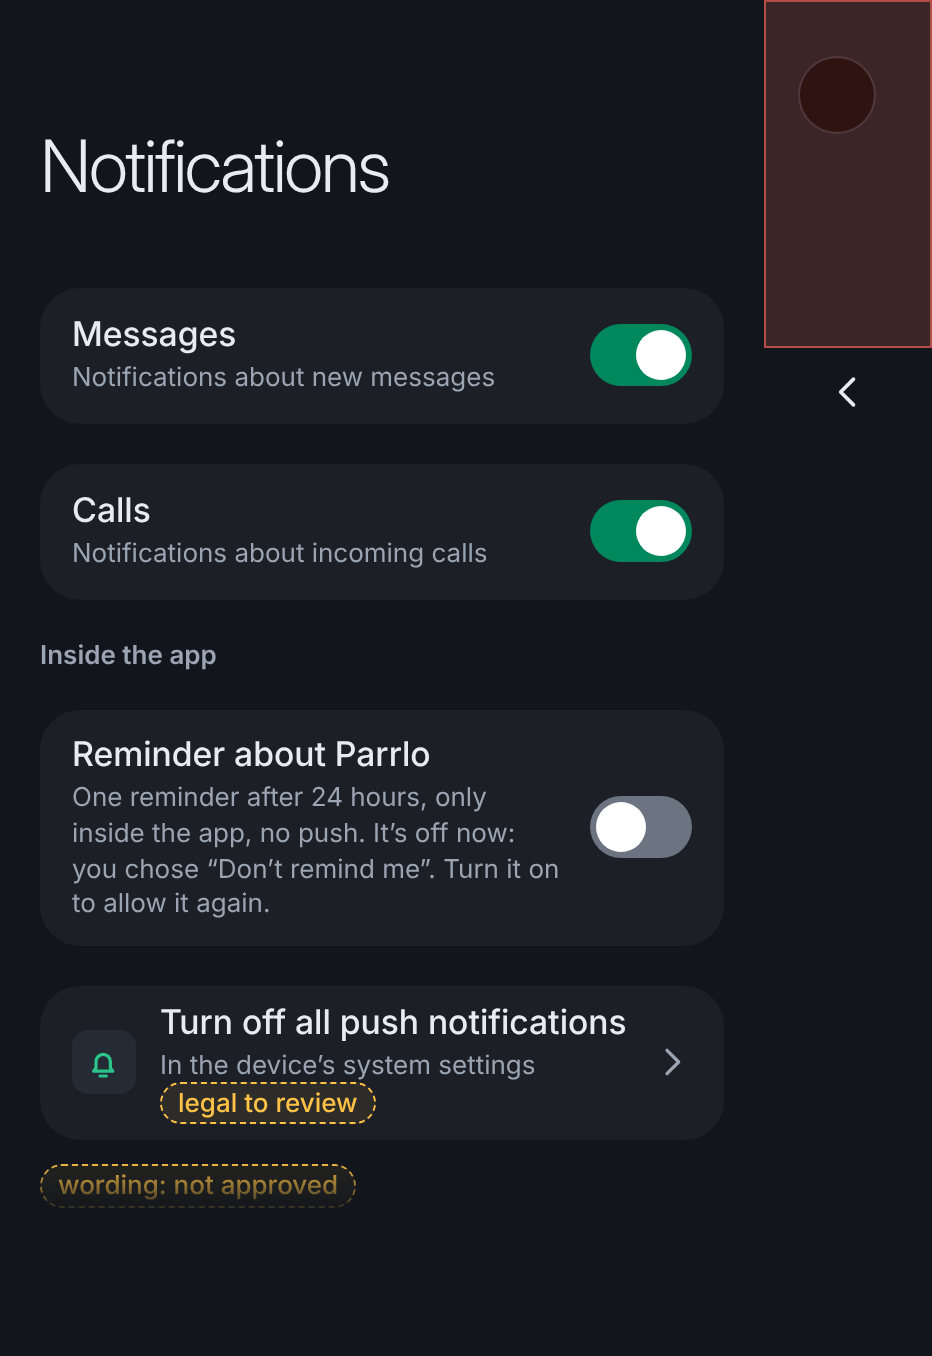 Notifications
Messages
Notifications about new messages
Calls
Notifications about incoming calls
Inside the app
Reminder about Parrlo
One reminder after 24 hours, only
inside the app, no push. It’s off now:
you chose “Don’t remind me”. Turn it on
to allow it again.
Turn off all push notifications
In the device’s system settings
legal to review
wording: not approved